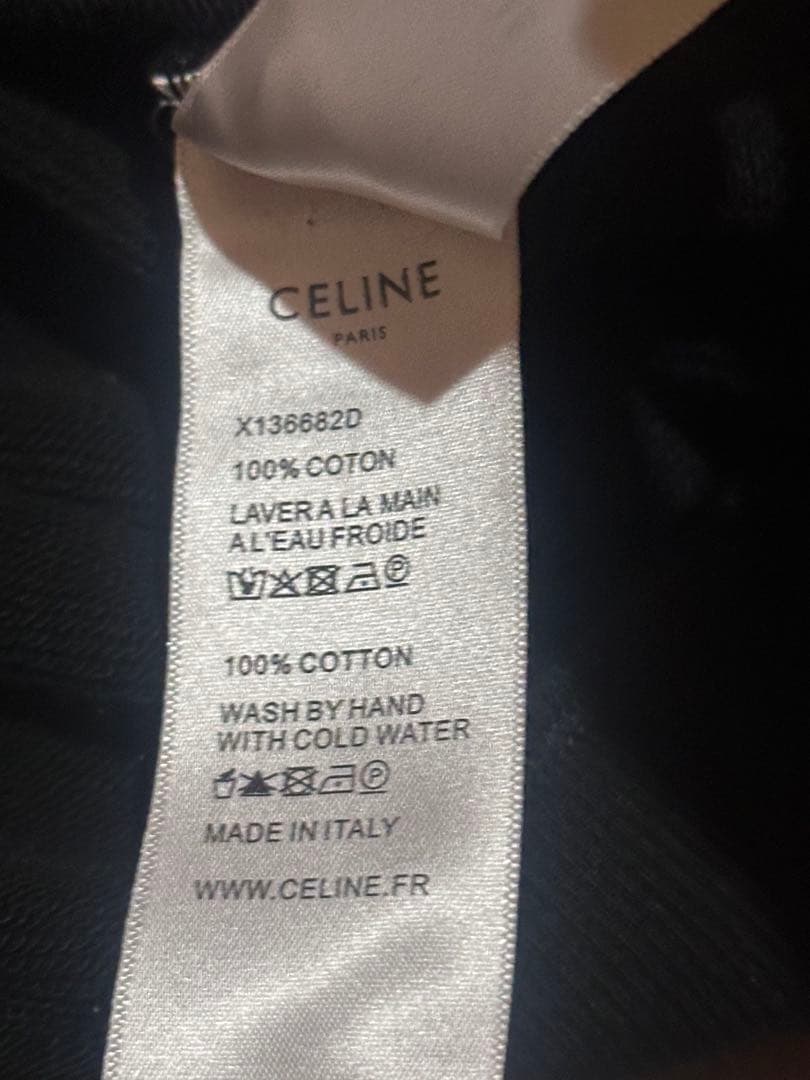 CELINE
PARIS
X136682D
100% COTON
LAVER A LA MAIN
A L'EAU FROIDE
P
100% COTTON
WASH BY HAND
WITH COLD WATER
P
MADE IN ITALY
WWW.CELINE.FR